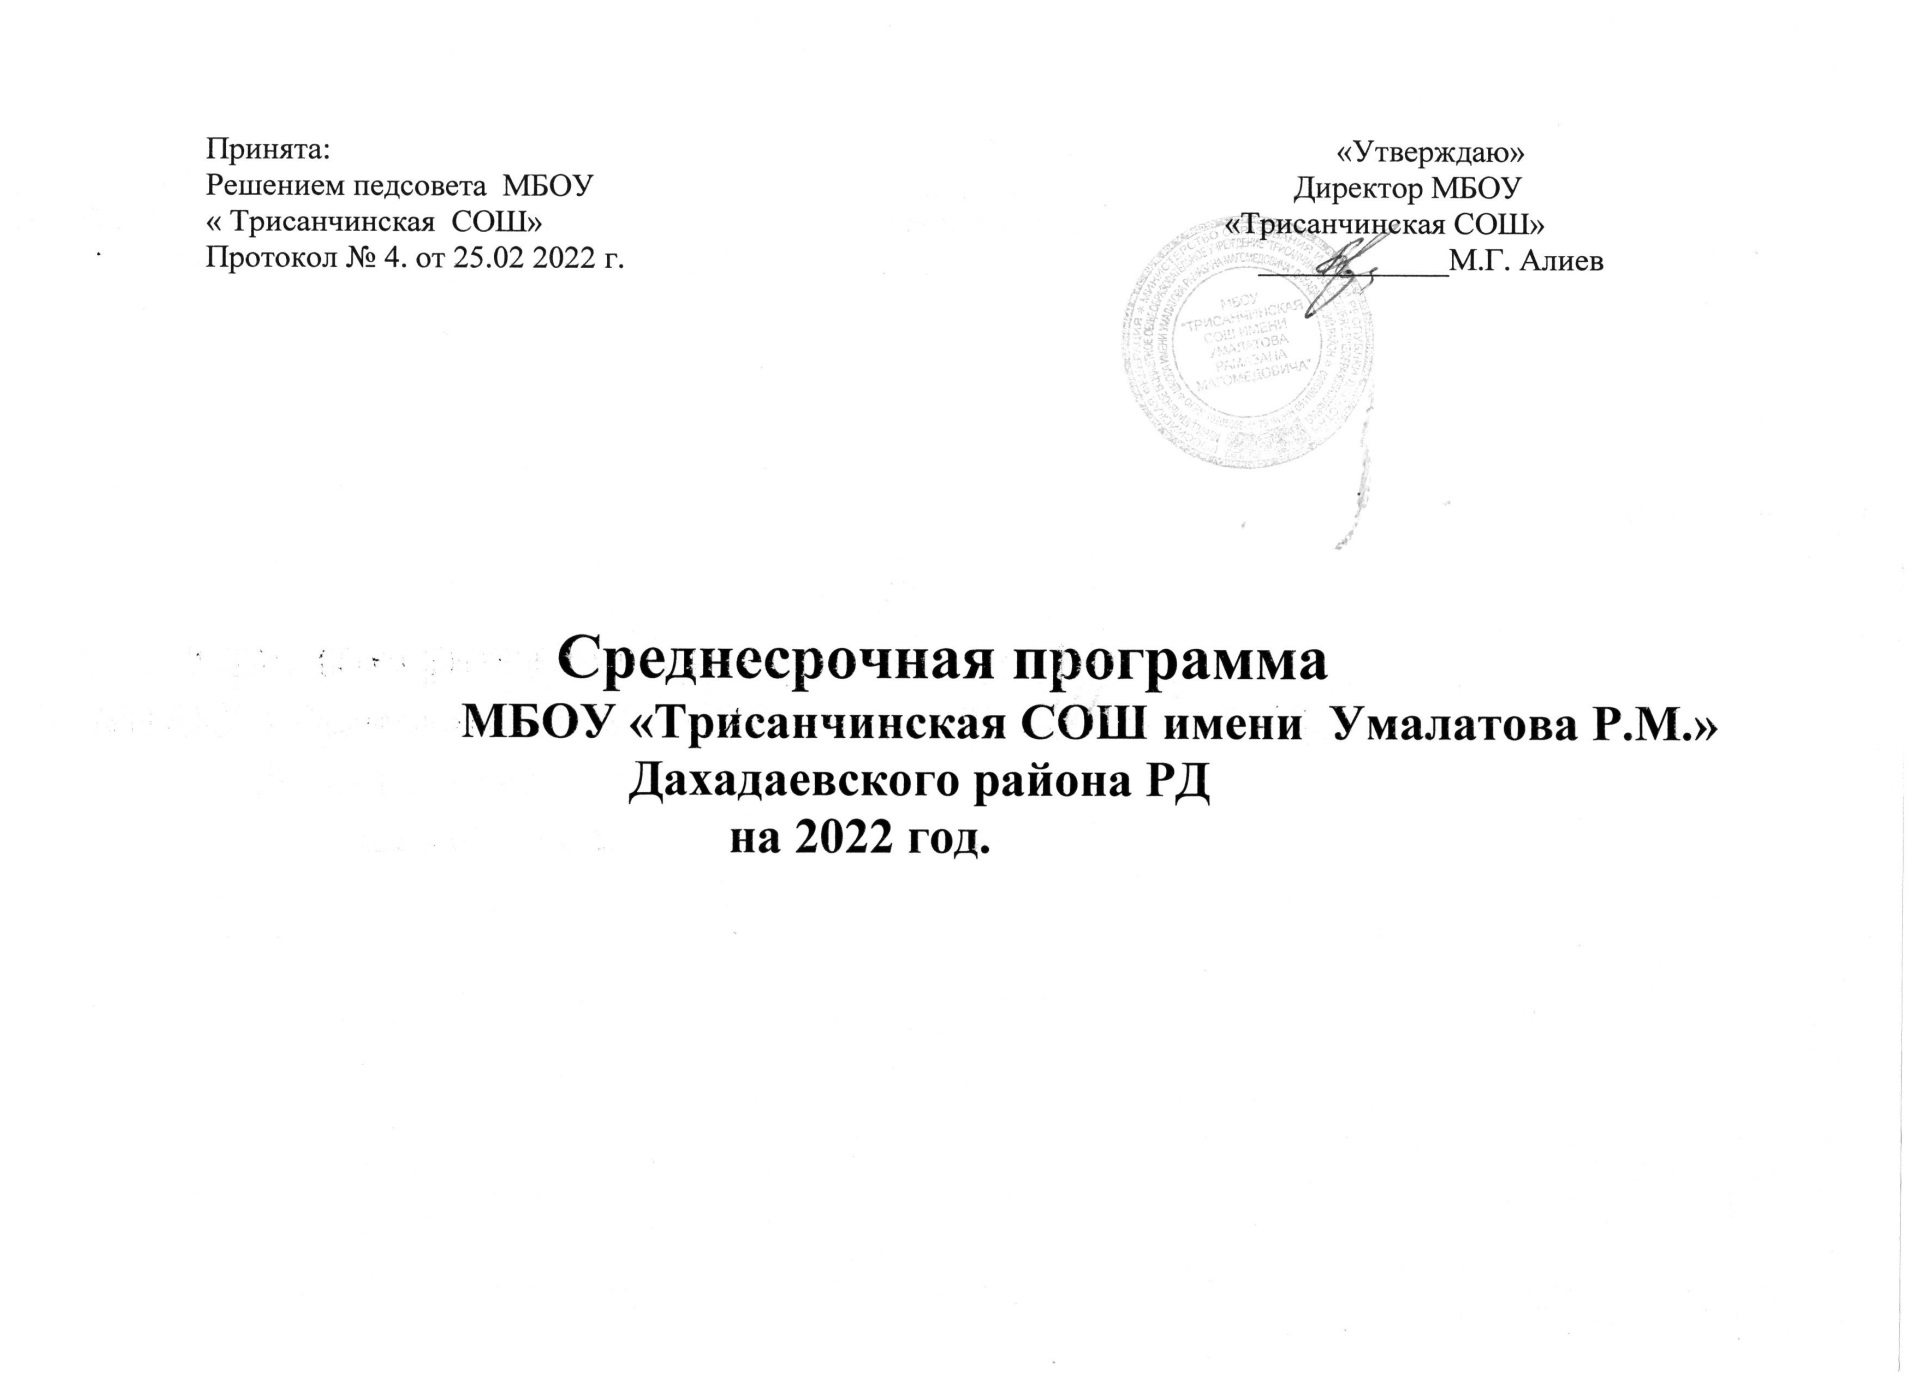 Принята:
Решением педсовета МБОУ
« Трисанчинская СОШ»
Протокол № 4. от 25.02 2022 г.
«Утверждаю»
Директор МБОУ
«Трисанчинская СОШ»
____________М.Г. Алиев
МБОУ
"ТРИСАНЧИНСКАЯ
СОШ ИМЕНИ
УМАЛАТОВА
РАМАЗАНА
МАГОМЕДОВИЧА"
Среднесрочная программа
МБОУ «Трисанчинская СОШ имени Умалатова Р.М.»
Дахадаевского района РД
на 2022 год.